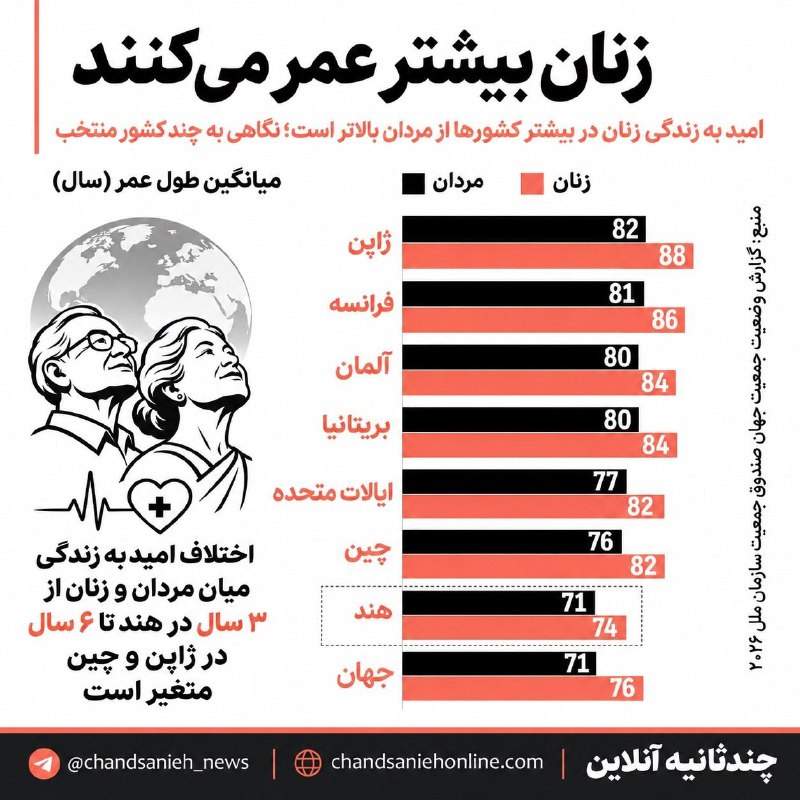 زنان بیشتر عمر می‌کنند
امید به زندگی زنان در بیشتر کشورها از مردان بالاتر است؛ نگاهی به چند کشور منتخب
میانگین طول عمر (سال)
زنان
مردان
ژاپن
82
88
فرانسه
81
86
آلمان
80
84
بریتانیا
80
84
ایالات متحده
77
82
چین
76
82
هند
71
74
جهان
71
76
اختلاف امید به زندگی
میان مردان و زنان از
۳ سال در هند تا ۶ سال
در ژاپن و چین
متغیر است
منبع: گزارش وضعیت جمعیت جهان صندوق جمعیت سازمان ملل ۲۰۲۶
چندثانیه آنلاین
chandsaniehonline.com
@chandsanieh_news